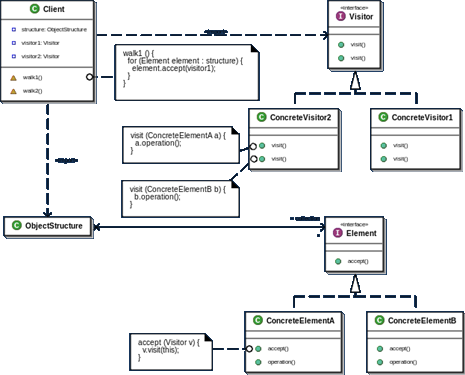 Client
structure: ObjectStructure
visitor1: Visitor
visitor2: Visitor
walk1()
walk2()
walk1 () {
for (Element element : structure) {
element.accept(visitor1);
}
}
«interface»
Visitor
visit()
visit()
ConcreteVisitor2
visit()
visit()
ConcreteVisitor1
visit()
visit (ConcreteElementA a) {
a.operation();
}
visit (ConcreteElementB b) {
b.operation();
}
ObjectStructure
«interface»
Element
accept()
ConcreteElementA
accept()
operation()
ConcreteElementB
accept()
operation()
accept (Visitor v) {
v.visit(this);
}